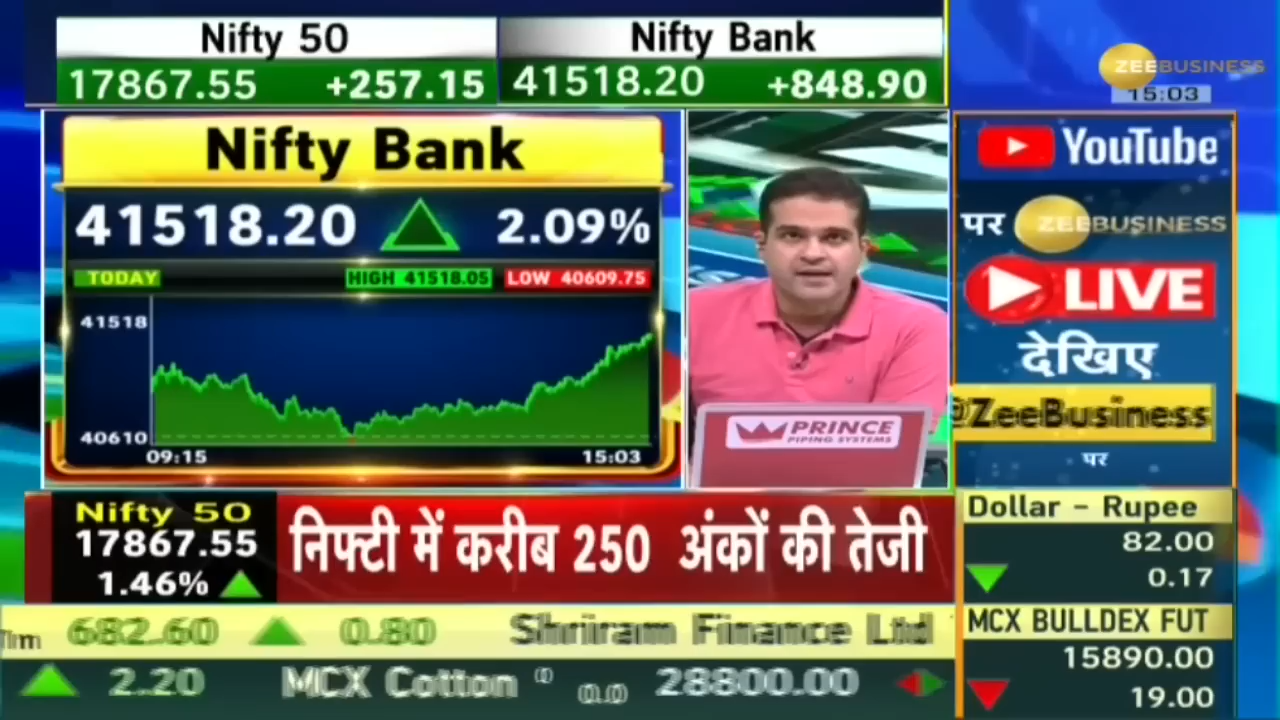 Nifty 50
Nifty Bank
17867.55 +257.15
41518.20 +848.90
ZEEBUSINESS
15:03
Nifty Bank
41518.20 2.09%
TODAY HIGH 41518.05 LOW 40609.75
41518
40610
09:15 15:03
PRINCE
PIPING SYSTEMS
YouTube
पर ZEEBUSINESS
LIVE
देखिए
@ZeeBusiness
पर
Nifty 50
17867.55
1.46%
निफ्टी में करीब 250 अंकों की तेजी
Dollar - Rupee
82.00
0.17
MCX BULLDEX FUT
15890.00
19.00
682.60 0.80 Shriram Finance Ltd
2.20 MCX Cotton 0 0.0 28800.00